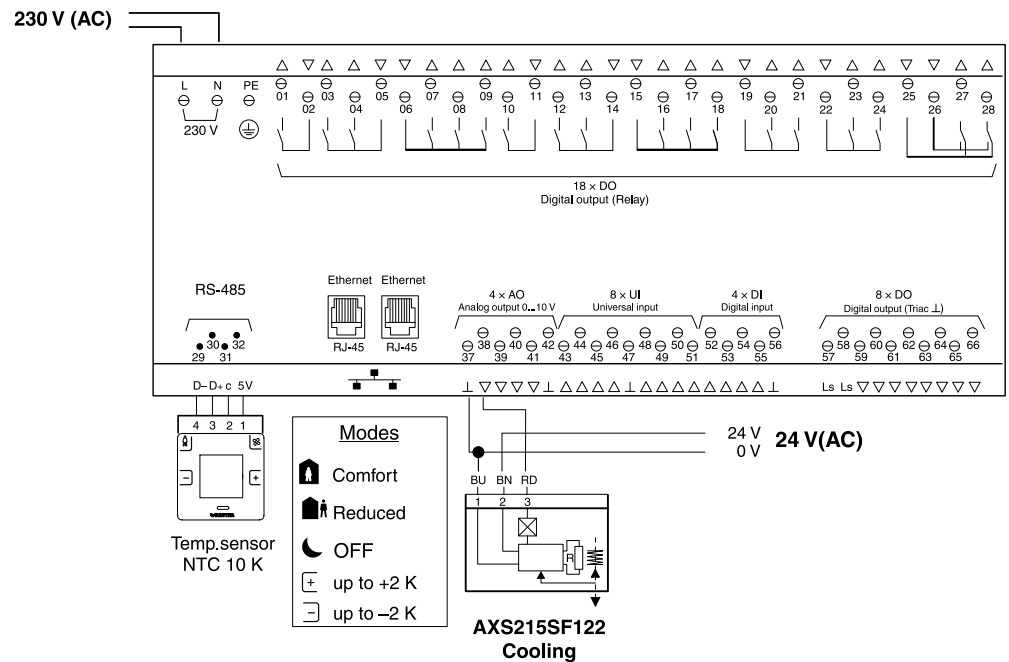 230 V (AC)
L N PE
230 V
01 02 03 04 05 06 07 08 09 10 11 12 13 14 15 16 17 18 19 20 21 22 23 24 25 26 27 28
18 × DO
Digital output (Relay)
RS-485
30 32
29 31
D– D+ c 5V
Ethernet Ethernet
RJ-45 RJ-45
4 × AO
Analog output 0...10 V
8 × UI
Universal input
4 × DI
Digital input
8 × DO
Digital output (Triac ⊥)
37 38 39 40 41 42 43 44 45 46 47 48 49 50 51 52 53 54 55 56
57 58 59 60 61 62 63 64 65 66
Ls Ls
4 3 2 1
Temp.sensor
NTC 10 K
Modes
Comfort
Reduced
OFF
+ up to +2 K
– up to –2 K
24 V
0 V
24 V(AC)
BU BN RD
1 2 3
R
AXS215SF122
Cooling